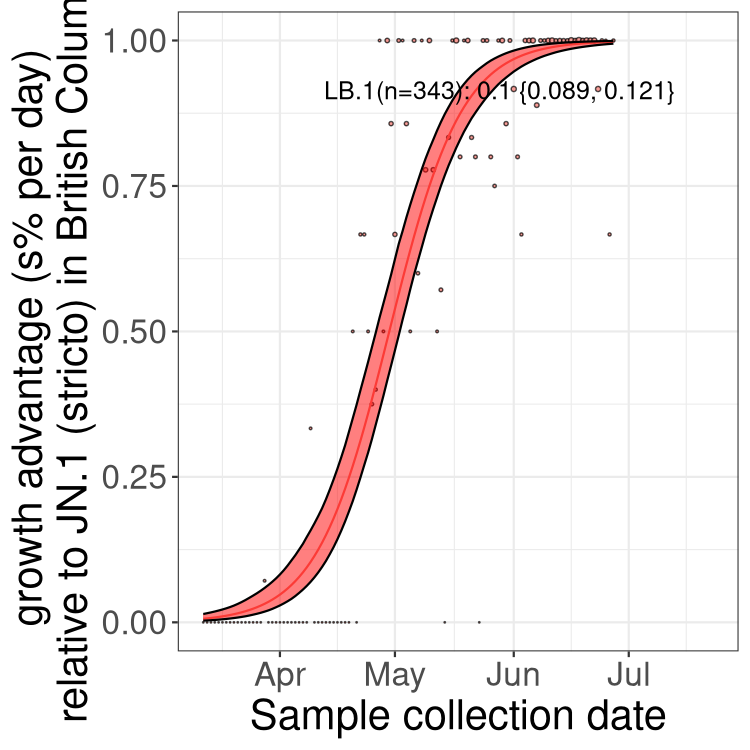 growth advantage (s% per day)
relative to JN.1 (stricto) in British Colum
1.00
0.75
0.50
0.25
0.00
LB.1(n=343): 0.1 {0.089, 0.121}
Apr May Jun Jul
Sample collection date